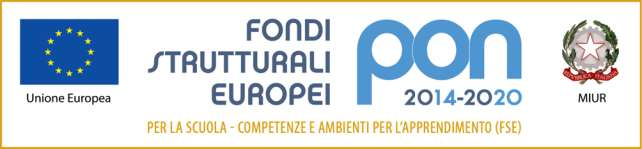 Unione Europea
FONDI
STRUTTURALI
EUROPEI
pon
2014-2020
MIUR
PER LA SCUOLA - COMPETENZE E AMBIENTI PER L'APPRENDIMENTO (FSE)